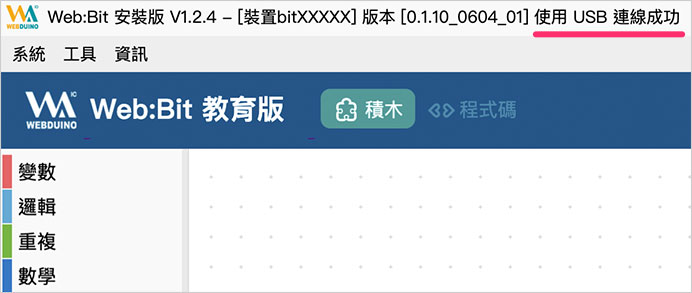 WEBDUINO Web:Bit 安裝版 V1.2.4 – [裝置bitXXXXX] 版本 [0.1.10_0604_01] 使用 USB 連線成功
系統 工具 資訊
WEBDUINO Web:Bit 教育版 積木 程式碼
變數
邏輯
重複
數學